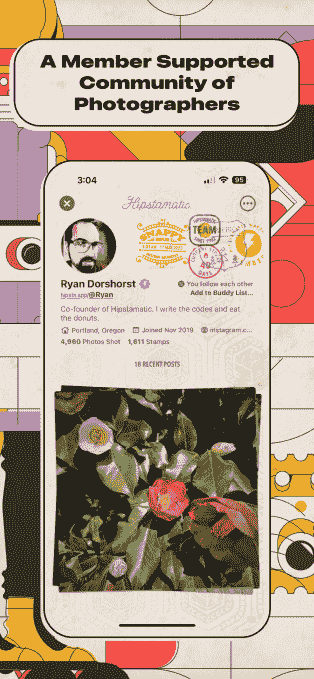 A Member Supported
Community of
Photographers
3:04
95
Hipstamatic
SNAPPY
TEAM
Ryan Dorshorst
You follow each other
hipsts.app/@Ryan
Add to Buddy List...
Co-founder of Hipstamatic. I write the codes and eat
the donuts.
Portland, Oregon
Joined Nov 2019
instagram.c...
4,960 Photos Shot
1,611 Stamps
18 RECENT POSTS